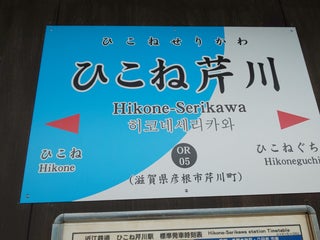 ひこねせりかわ
ひこね芹川
Hikone-Serikawa
히코네세리카와
ひこね
Hikone
OR
05
ひこねぐち
Hikoneguchi
(滋賀県彦根市芹川町)
近江鉄道 ひこね芹川駅 標準発車時刻表 Hikone-Serikawa station Timetable